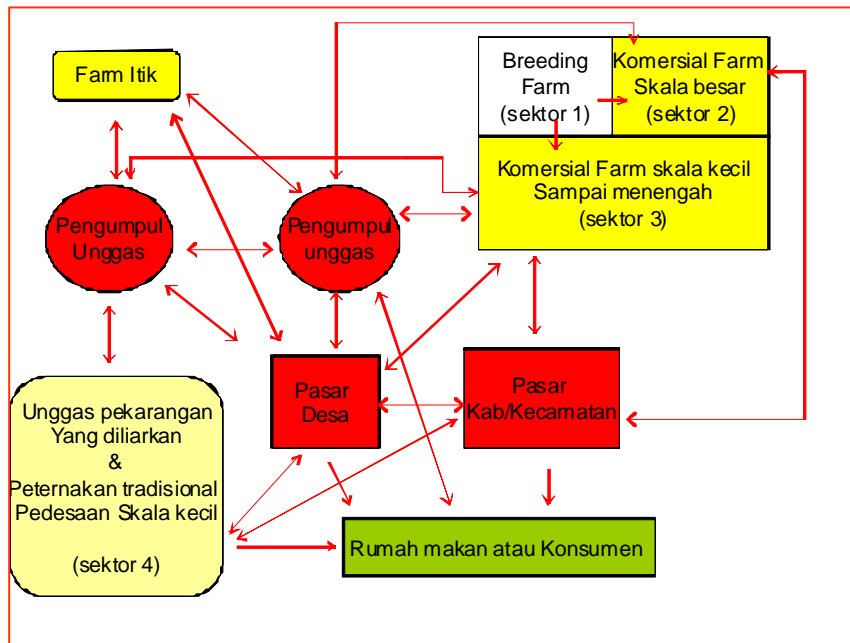 Farm Itik
Breeding
Farm
(sektor 1)
Komersial Farm
Skala besar
(sektor 2)
Komersial Farm skala kecil
Sampai menengah
(sektor 3)
Pengumpul
Unggas
Pengumpul
unggas
Pasar
Desa
Pasar
Kab/Kecamatan
Unggas pekarangan
Yang diliarkan
&
Peternakan tradisional
Pedesaan Skala kecil
(sektor 4)
Rumah makan atau Konsumen